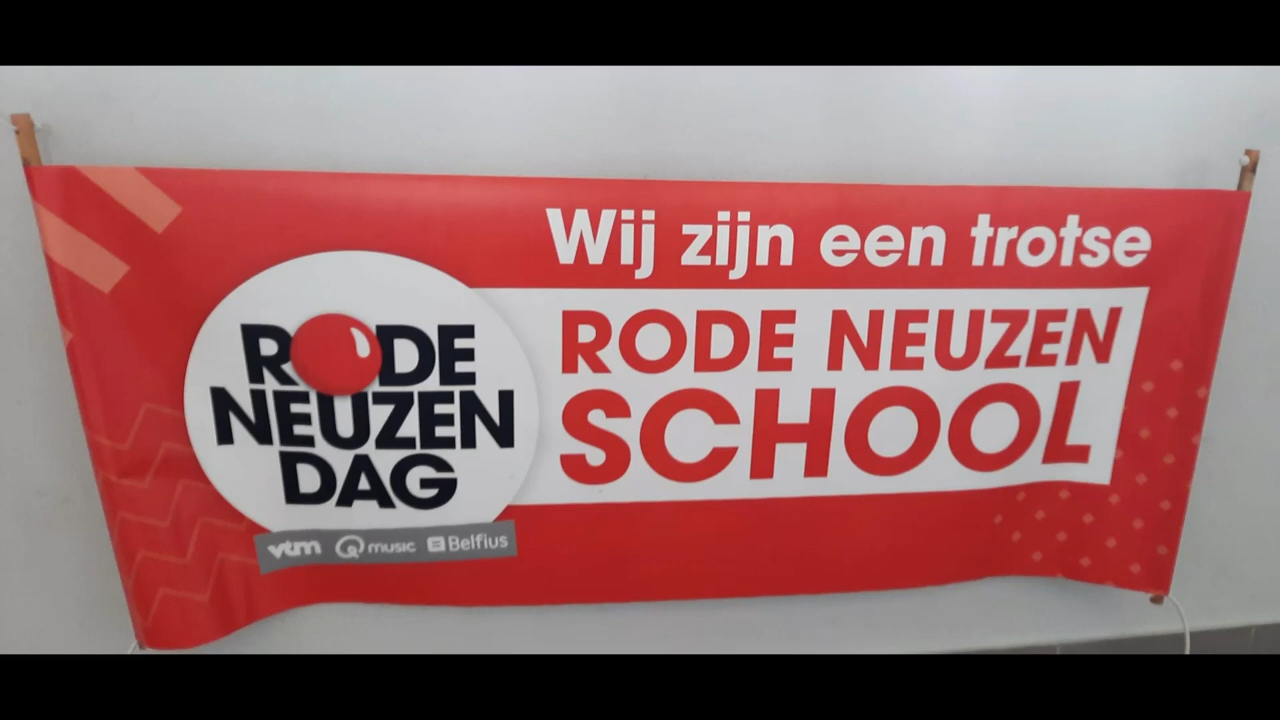 Wij zijn een trotse
RODE NEUZEN
SCHOOL
RODE
NEUZEN
DAG
vtm Q music Belfius